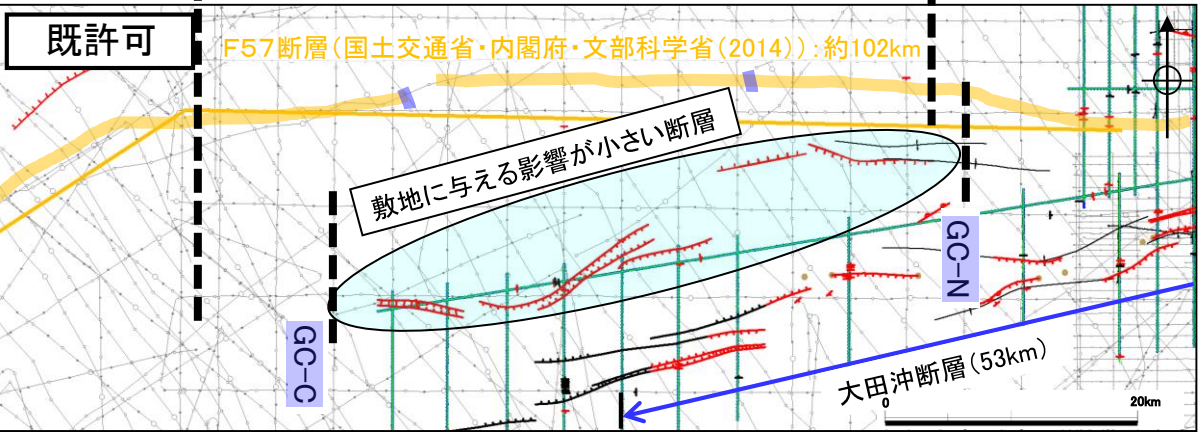 既許可
F57断層(国土交通省・内閣府・文部科学省(2014)):約102km
敷地に与える影響が小さい断層
GC-N
GC-C
大田沖断層(53km)
0
20km